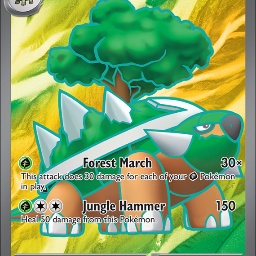 Forest March 30×
This attack does 30 damage for each of your Pokémon
in play.
Jungle Hammer 150
Heal 50 damage from this Pokémon